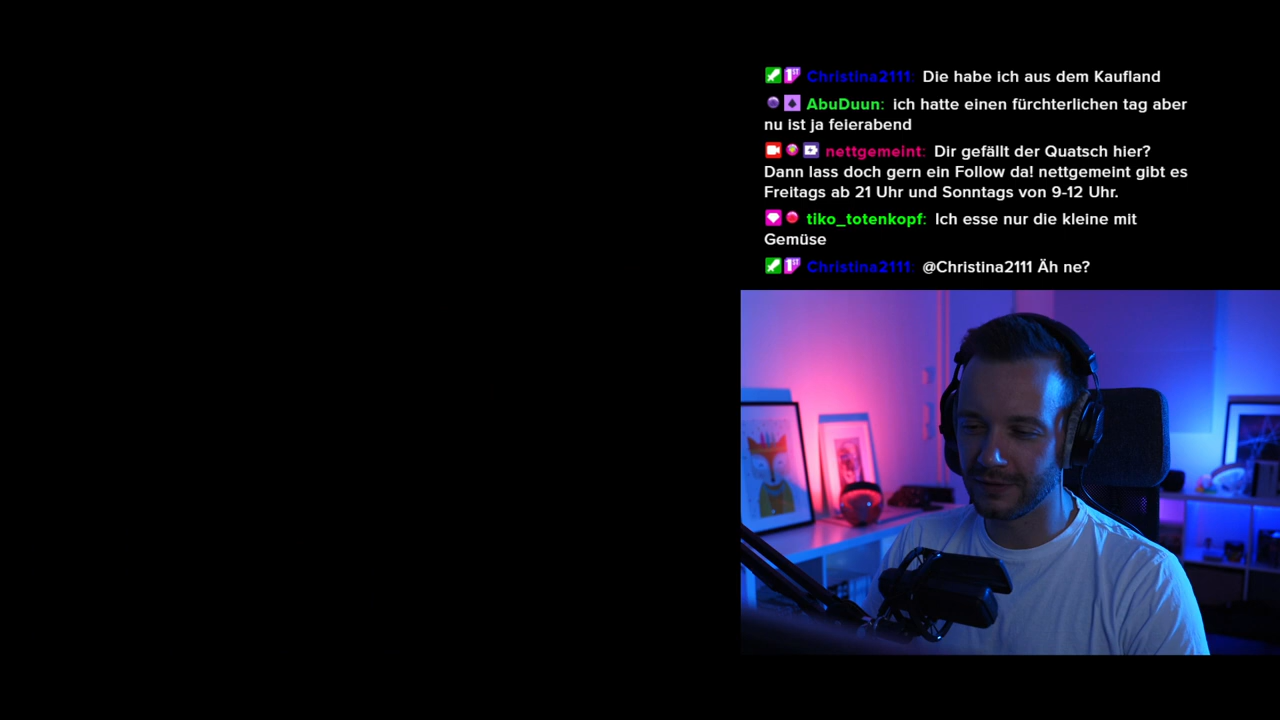 Christina2111: Die habe ich aus dem Kaufland
AbuDuun: ich hatte einen fürchterlichen tag aber
nu ist ja feierabend
nettgemeint: Dir gefällt der Quatsch hier?
Dann lass doch gern ein Follow da! nettgemeint gibt es
Freitags ab 21 Uhr und Sonntags von 9-12 Uhr.
tiko_totenkopf: Ich esse nur die kleine mit
Gemüse
Christina2111: @Christina2111 Äh ne?